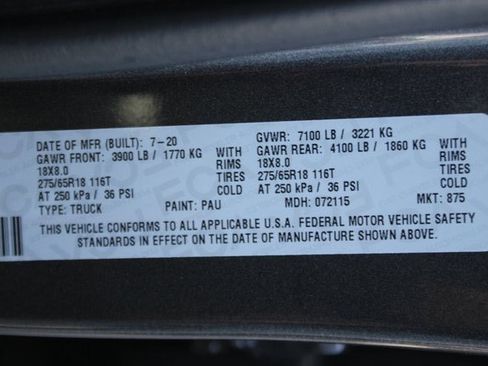 DATE OF MFR (BUILT): 7-20 GVWR: 7100 LB / 3221 KG
GAWR FRONT: 3900 LB / 1770 KG WITH GAWR REAR: 4100 LB / 1860 KG WITH
18X8.0 RIMS 18X8.0 RIMS
275/65R18 116T TIRES 275/65R18 116T TIRES
AT 250 kPa / 36 PSI COLD AT 250 kPa / 36 PSI COLD
TYPE: TRUCK PAINT: PAU MDH: 072115 MKT: 875
THIS VEHICLE CONFORMS TO ALL APPLICABLE U.S.A. FEDERAL MOTOR VEHICLE SAFETY
STANDARDS IN EFFECT ON THE DATE OF MANUFACTURE SHOWN ABOVE.